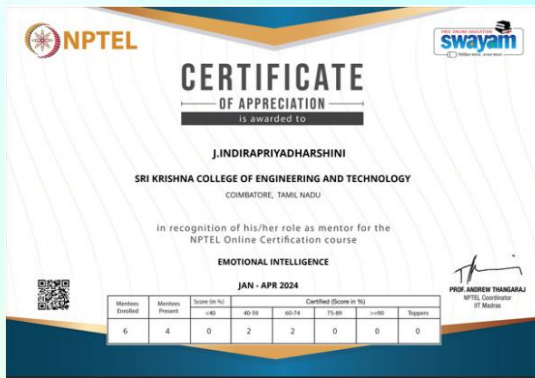 NPTEL
FREE ONLINE EDUCATION
swayam
CERTIFICATE
OF APPRECIATION
is awarded to
J.INDIRAPRIYADHARSHINI
SRI KRISHNA COLLEGE OF ENGINEERING AND TECHNOLOGY
COIMBATORE, TAMIL NADU
in recognition of his/her role as mentor for the
NPTEL Online Certification course
EMOTIONAL INTELLIGENCE
JAN - APR 2024
PROF. ANDREW THANGARAJ
NPTEL Coordinator
IIT Madras
Mentees Enrolled Mentees Present Score (in %) Certified (Score in %)
<40 40-59 60-74 75-89 >=90 Toppers
6 4 0 2 2 0 0 0